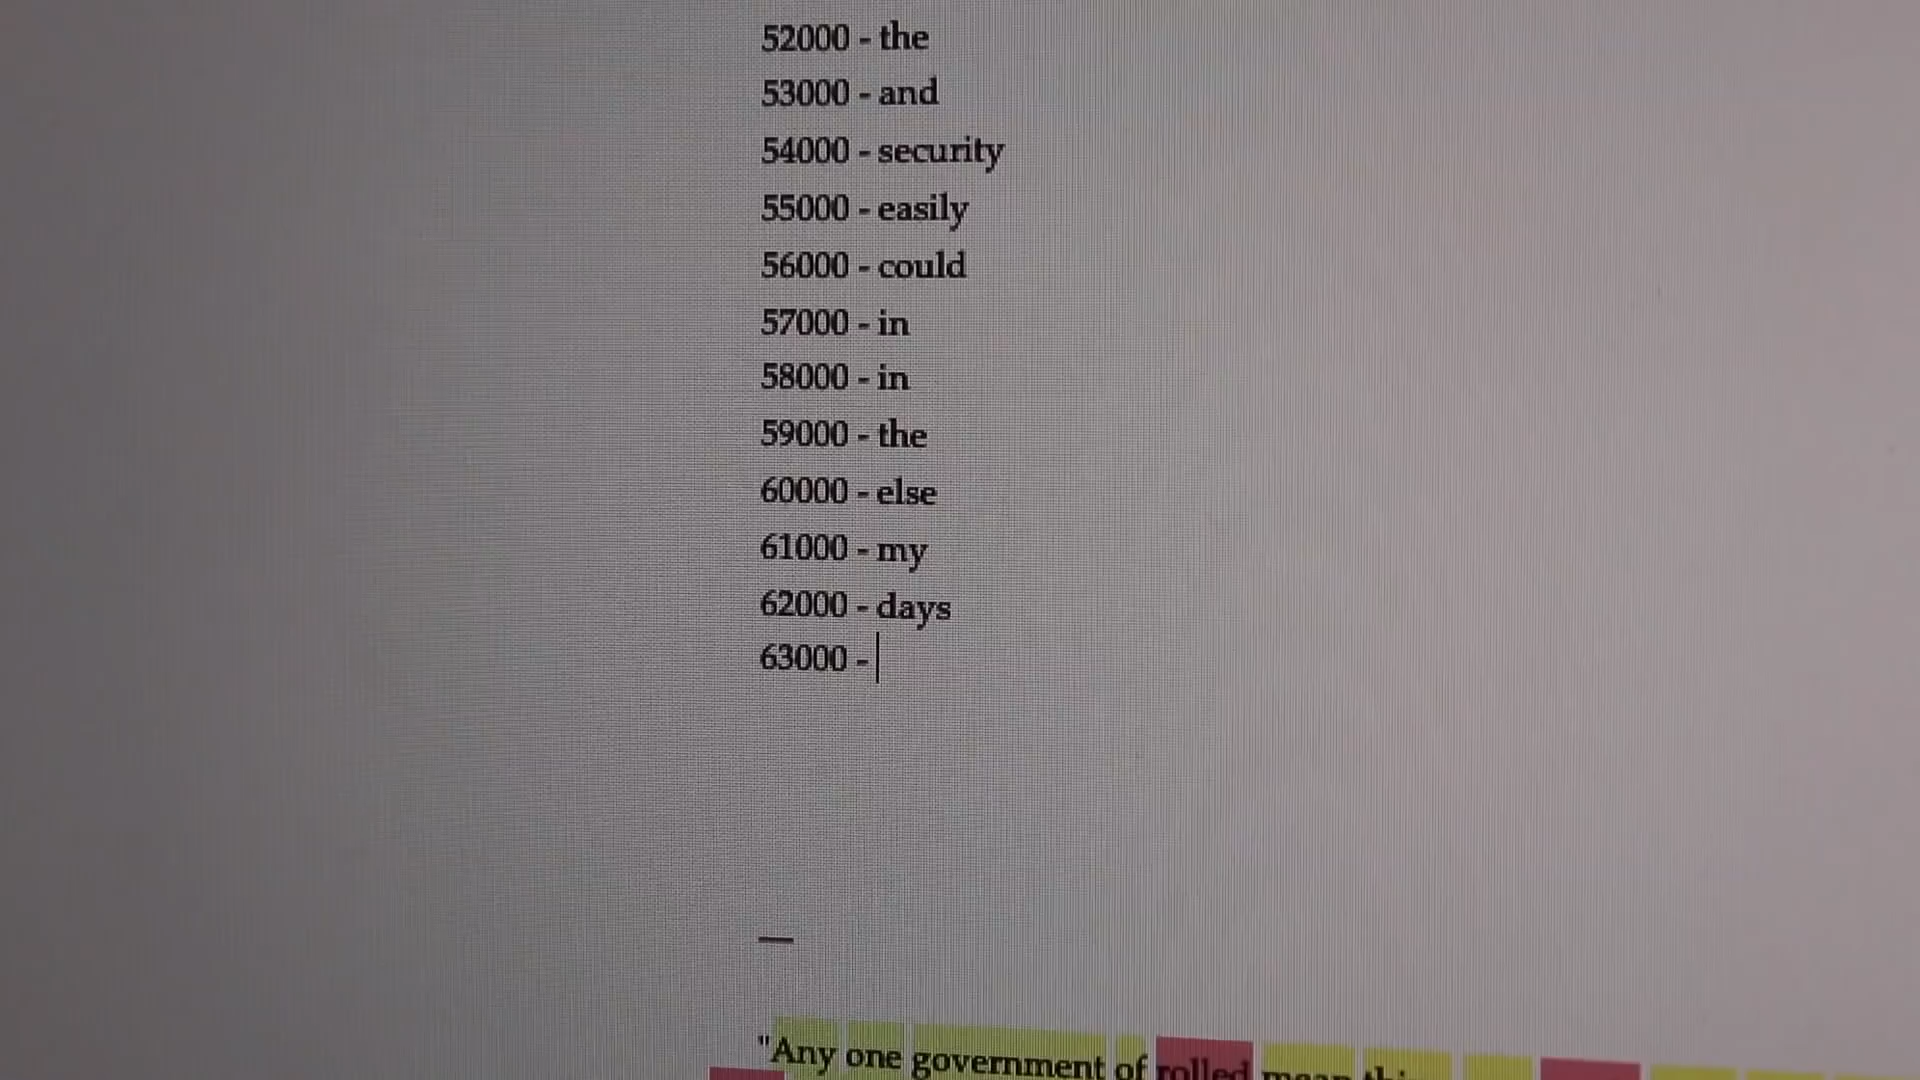 52000 - the
53000 - and
54000 - security
55000 - easily
56000 - could
57000 - in
58000 - in
59000 - the
60000 - else
61000 - my
62000 - days
63000 -
—
"Any one government of rolled mean